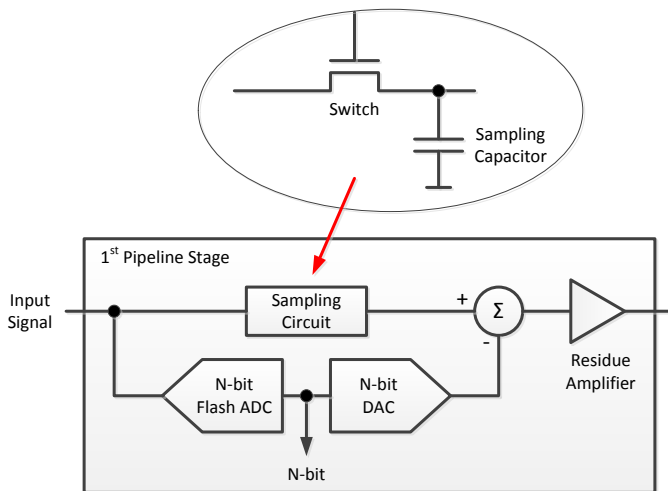 Switch
Sampling
Capacitor
1st Pipeline Stage
Input
Signal
Sampling
Circuit
+
Σ
-
Residue
Amplifier
N-bit
Flash ADC
N-bit
DAC
N-bit